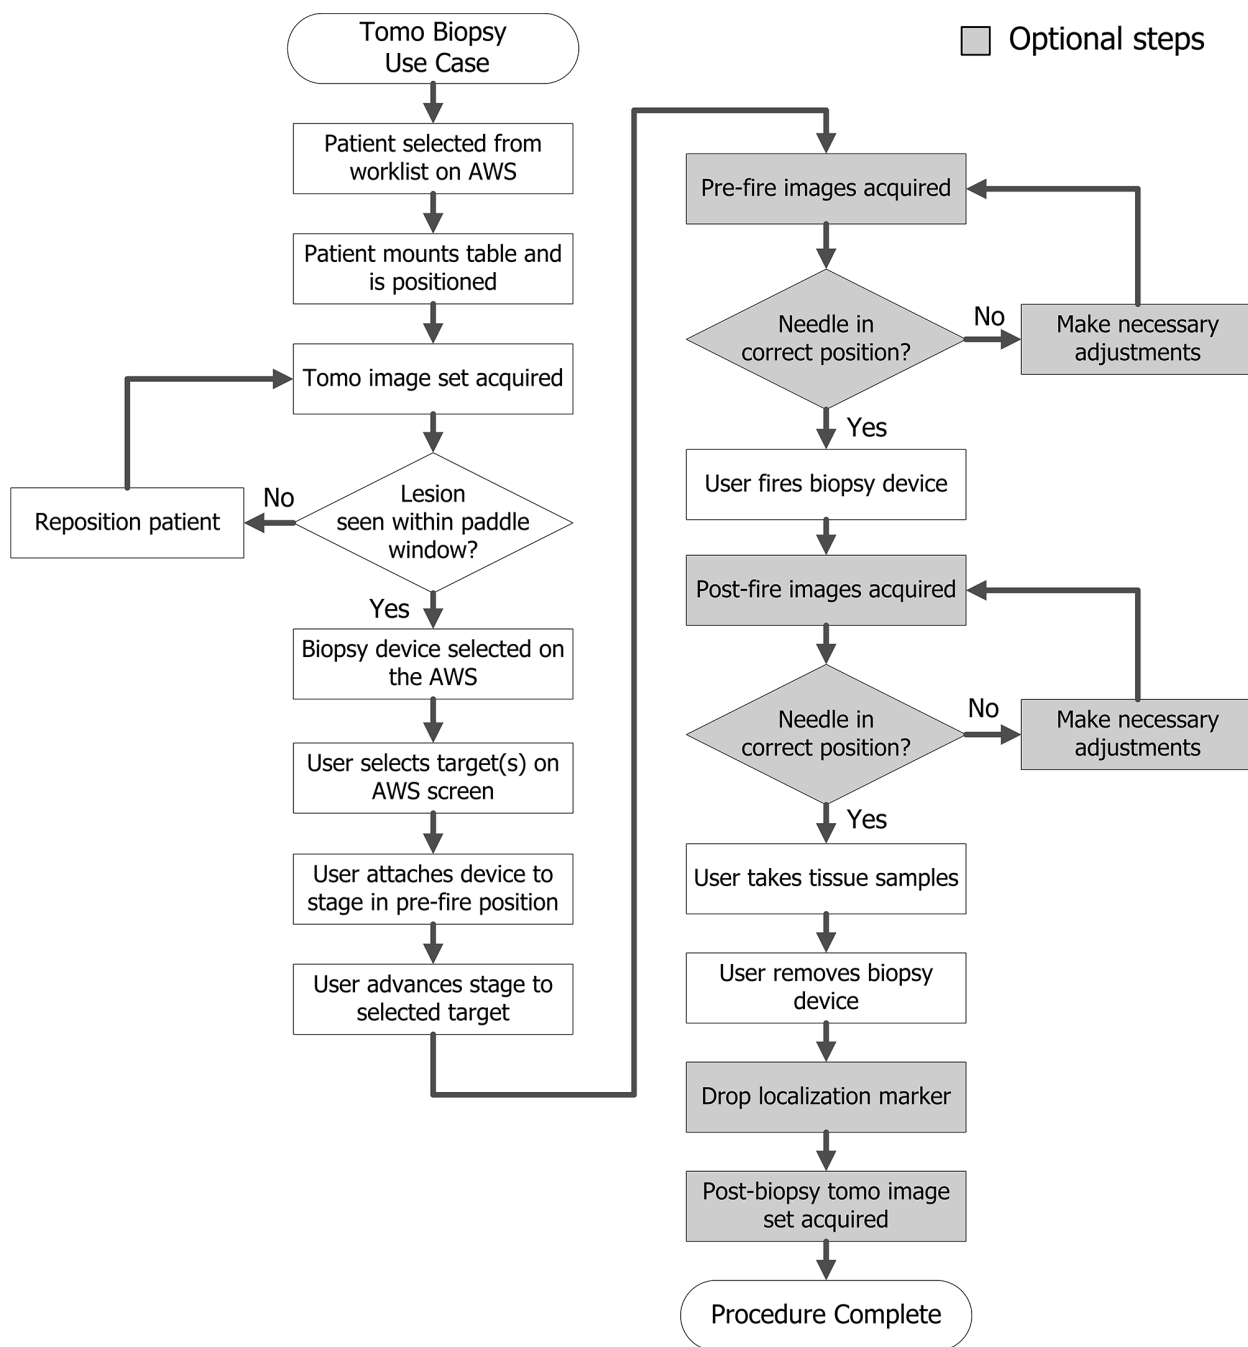 Tomo Biopsy
Use Case
Optional steps
Patient selected from
worklist on AWS
Patient mounts table and
is positioned
Tomo image set acquired
Lesion
seen within paddle
window?
No
Reposition patient
Yes
Biopsy device selected on
the AWS
User selects target(s) on
AWS screen
User attaches device to
stage in pre-fire position
User advances stage to
selected target
Pre-fire images acquired
Needle in
correct position?
No
Make necessary
adjustments
Yes
User fires biopsy device
Post-fire images acquired
Needle in
correct position?
No
Make necessary
adjustments
Yes
User takes tissue samples
User removes biopsy
device
Drop localization marker
Post-biopsy tomo image
set acquired
Procedure Complete